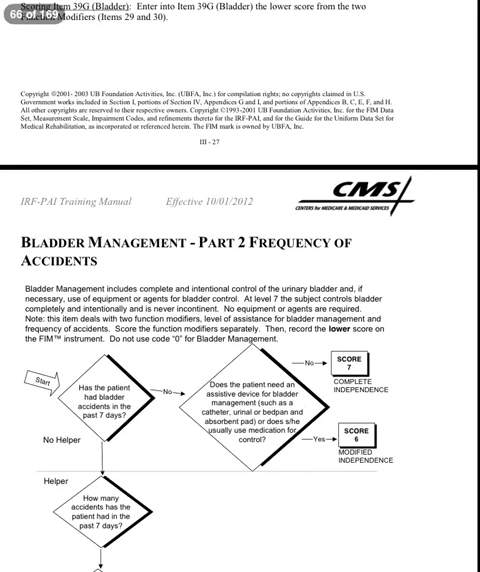 Scoring Item 39G (Bladder): Enter into Item 39G (Bladder) the lower score from the two
66 of 169
Function Modifiers (Items 29 and 30).
Copyright ©2001- 2003 UB Foundation Activities, Inc. (UBFA, Inc.) for compilation rights; no copyrights claimed in U.S.
Government works included in Section I, portions of Section IV, Appendices G and I, and portions of Appendices B, C, E, F, and H.
All other copyrights are reserved to their respective owners. Copyright ©1993-2001 UB Foundation Activities, Inc. for the FIM Data
Set, Measurement Scale, Impairment Codes, and refinements thereto for the IRF-PAI, and for the Guide for the Uniform Data Set for
Medical Rehabilitation, as incorporated or referenced herein. The FIM mark is owned by UBFA, Inc.
III - 27
IRF-PAI Training Manual Effective 10/01/2012
CMS
CENTERS for MEDICARE & MEDICAID SERVICES
BLADDER MANAGEMENT - PART 2 FREQUENCY OF
ACCIDENTS
Bladder Management includes complete and intentional control of the urinary bladder and, if
necessary, use of equipment or agents for bladder control. At level 7 the subject controls bladder
completely and intentionally and is never incontinent. No equipment or agents are required.
Note: this item deals with two function modifiers, level of assistance for bladder management and
frequency of accidents. Score the function modifiers separately. Then, record the lower score on
the FIM™ instrument. Do not use code "0" for Bladder Management.
Start
Has the patient
had bladder
accidents in the
past 7 days?
No
Does the patient need an
assistive device for bladder
management (such as a
catheter, urinal or bedpan and
absorbent pad) or does s/he
usually use medication for
control?
No
SCORE
7
COMPLETE
INDEPENDENCE
Yes
SCORE
6
MODIFIED
INDEPENDENCE
No Helper
Helper
How many
accidents has the
patient had in the
past 7 days?